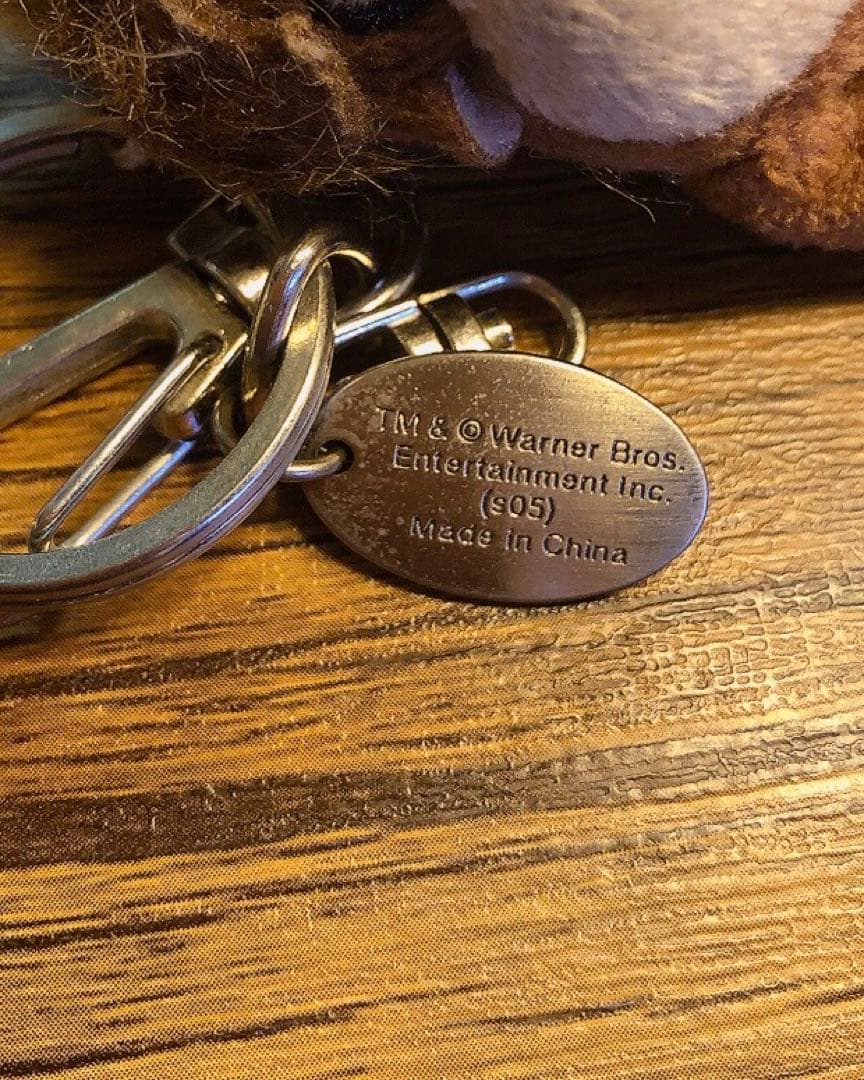 TM & © Warner Bros.
Entertainment Inc.
(s05)
Made in China